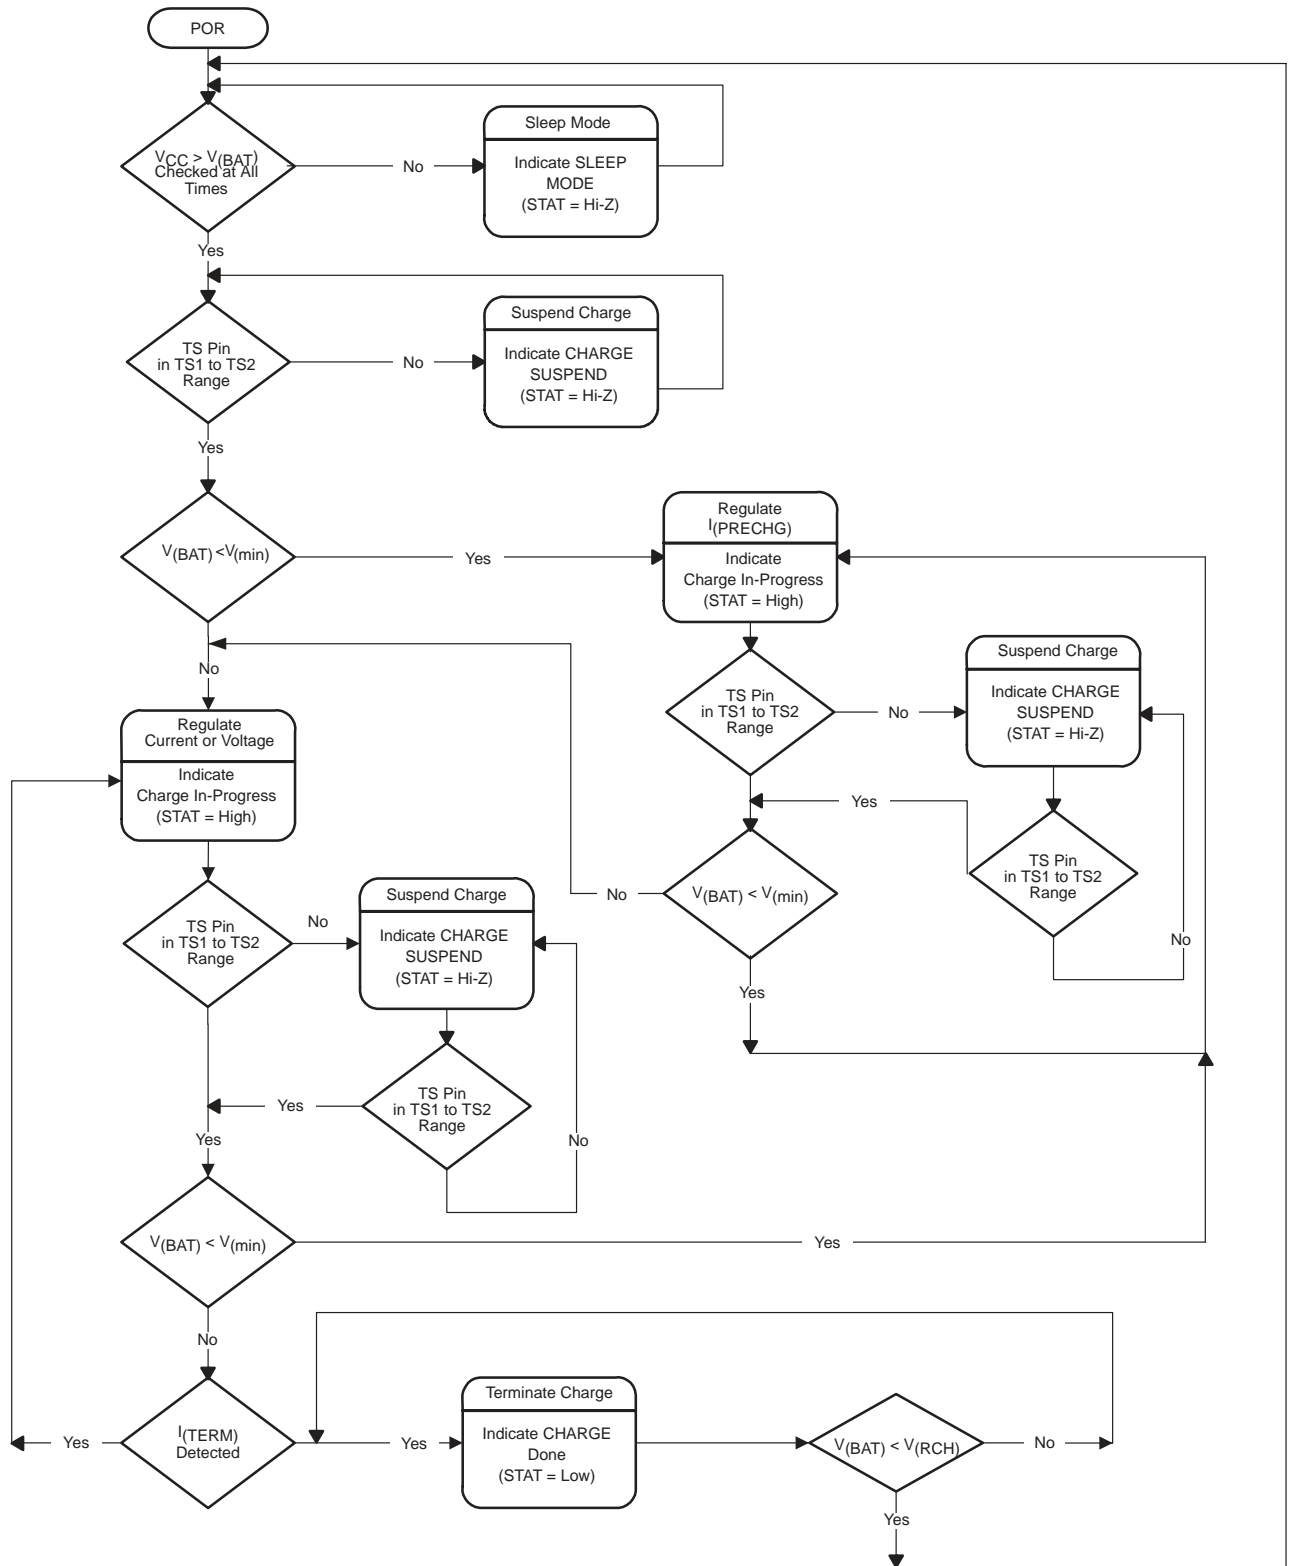 POR
VCC > V(BAT)
Checked at All
Times
No
Sleep Mode
Indicate SLEEP
MODE
(STAT = Hi-Z)
Yes
TS Pin
in TS1 to TS2
Range
No
Suspend Charge
Indicate CHARGE
SUSPEND
(STAT = Hi-Z)
Yes
V(BAT) <V(min)
Yes
Regulate
I(PRECHG)
Indicate
Charge In-Progress
(STAT = High)
No
TS Pin
in TS1 to TS2
Range
No
Suspend Charge
Indicate CHARGE
SUSPEND
(STAT = Hi-Z)
Regulate
Current or Voltage
Indicate
Charge In-Progress
(STAT = High)
Yes
TS Pin
in TS1 to TS2
Range
No
V(BAT) < V(min)
No
Yes
TS Pin
in TS1 to TS2
Range
No
Suspend Charge
Indicate CHARGE
SUSPEND
(STAT = Hi-Z)
Yes
TS Pin
in TS1 to TS2
Range
No
Yes
V(BAT) < V(min)
Yes
No
I(TERM)
Detected
Yes
Yes
Terminate Charge
Indicate CHARGE
Done
(STAT = Low)
V(BAT) < V(RCH)
No
Yes